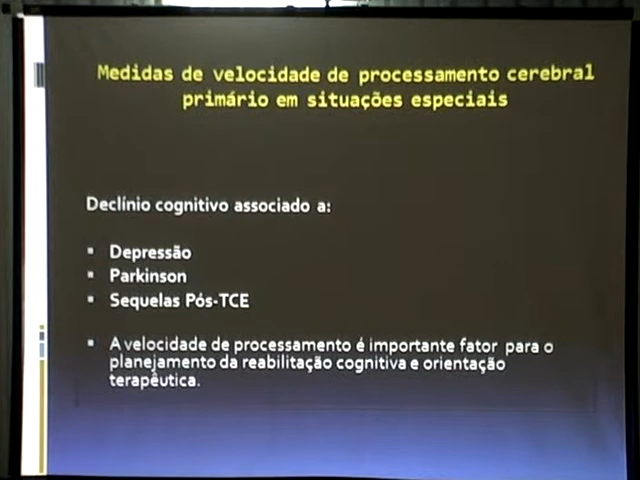 Medidas de velocidade de processamento cerebral
primário em situações especiais
Declínio cognitivo associado a:
▪ Depressão
▪ Parkinson
▪ Sequelas Pós-TCE
▪ A velocidade de processamento é importante fator para o
planejamento da reabilitação cognitiva e orientação
terapêutica.